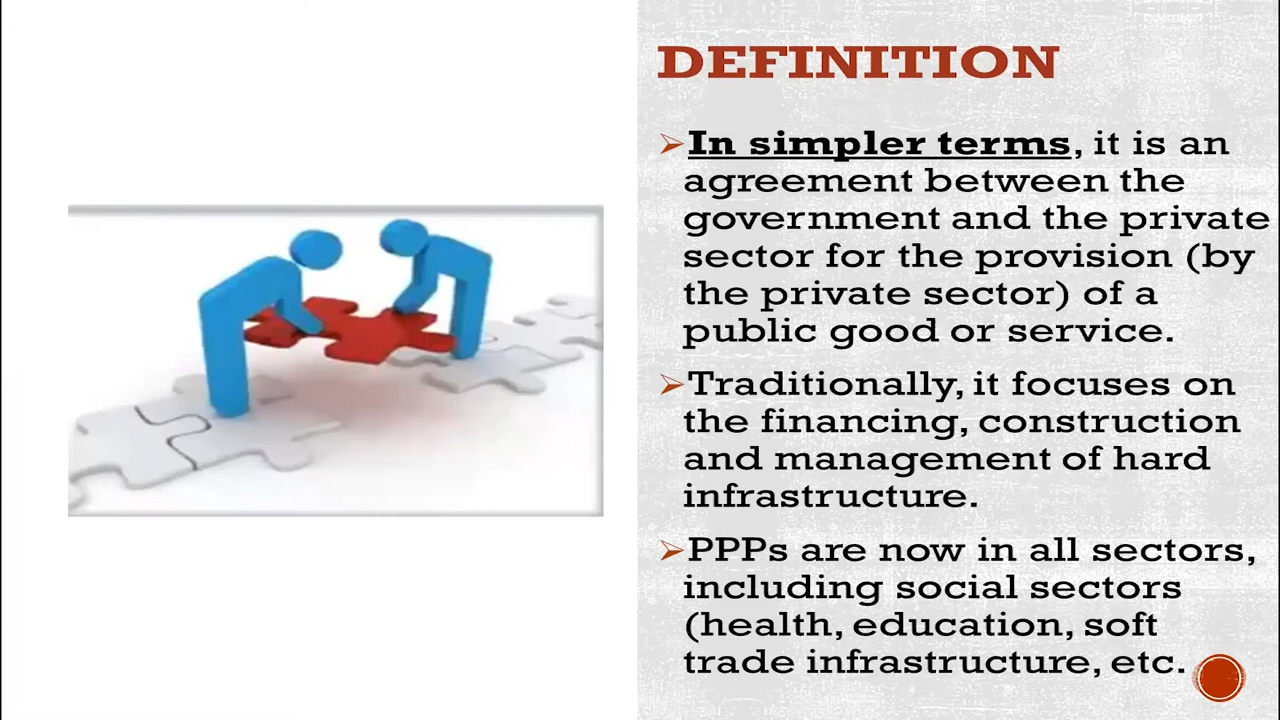 DEFINITION
➢In simpler terms, it is an
agreement between the
government and the private
sector for the provision (by
the private sector) of a
public good or service.
➢Traditionally, it focuses on
the financing, construction
and management of hard
infrastructure.
➢PPPs are now in all sectors,
including social sectors
(health, education, soft
trade infrastructure, etc.